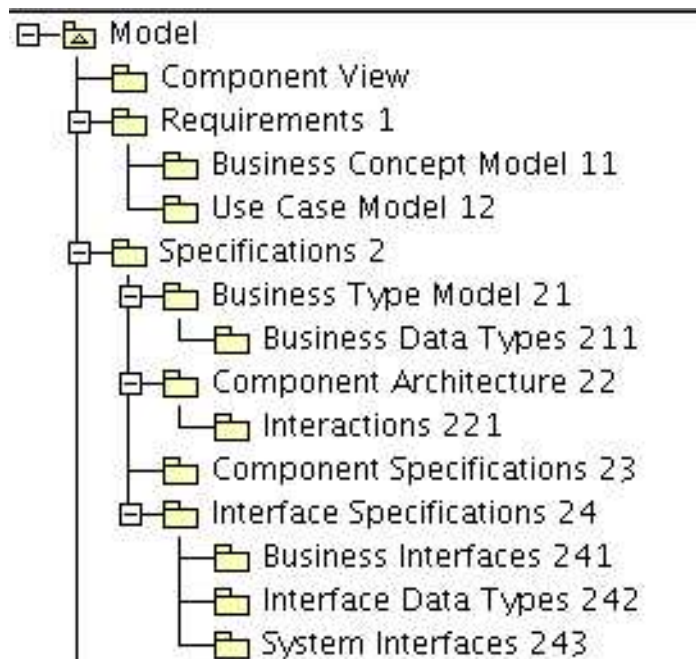 Model
Component View
Requirements 1
Business Concept Model 11
Use Case Model 12
Specifications 2
Business Type Model 21
Business Data Types 211
Component Architecture 22
Interactions 221
Component Specifications 23
Interface Specifications 24
Business Interfaces 241
Interface Data Types 242
System Interfaces 243